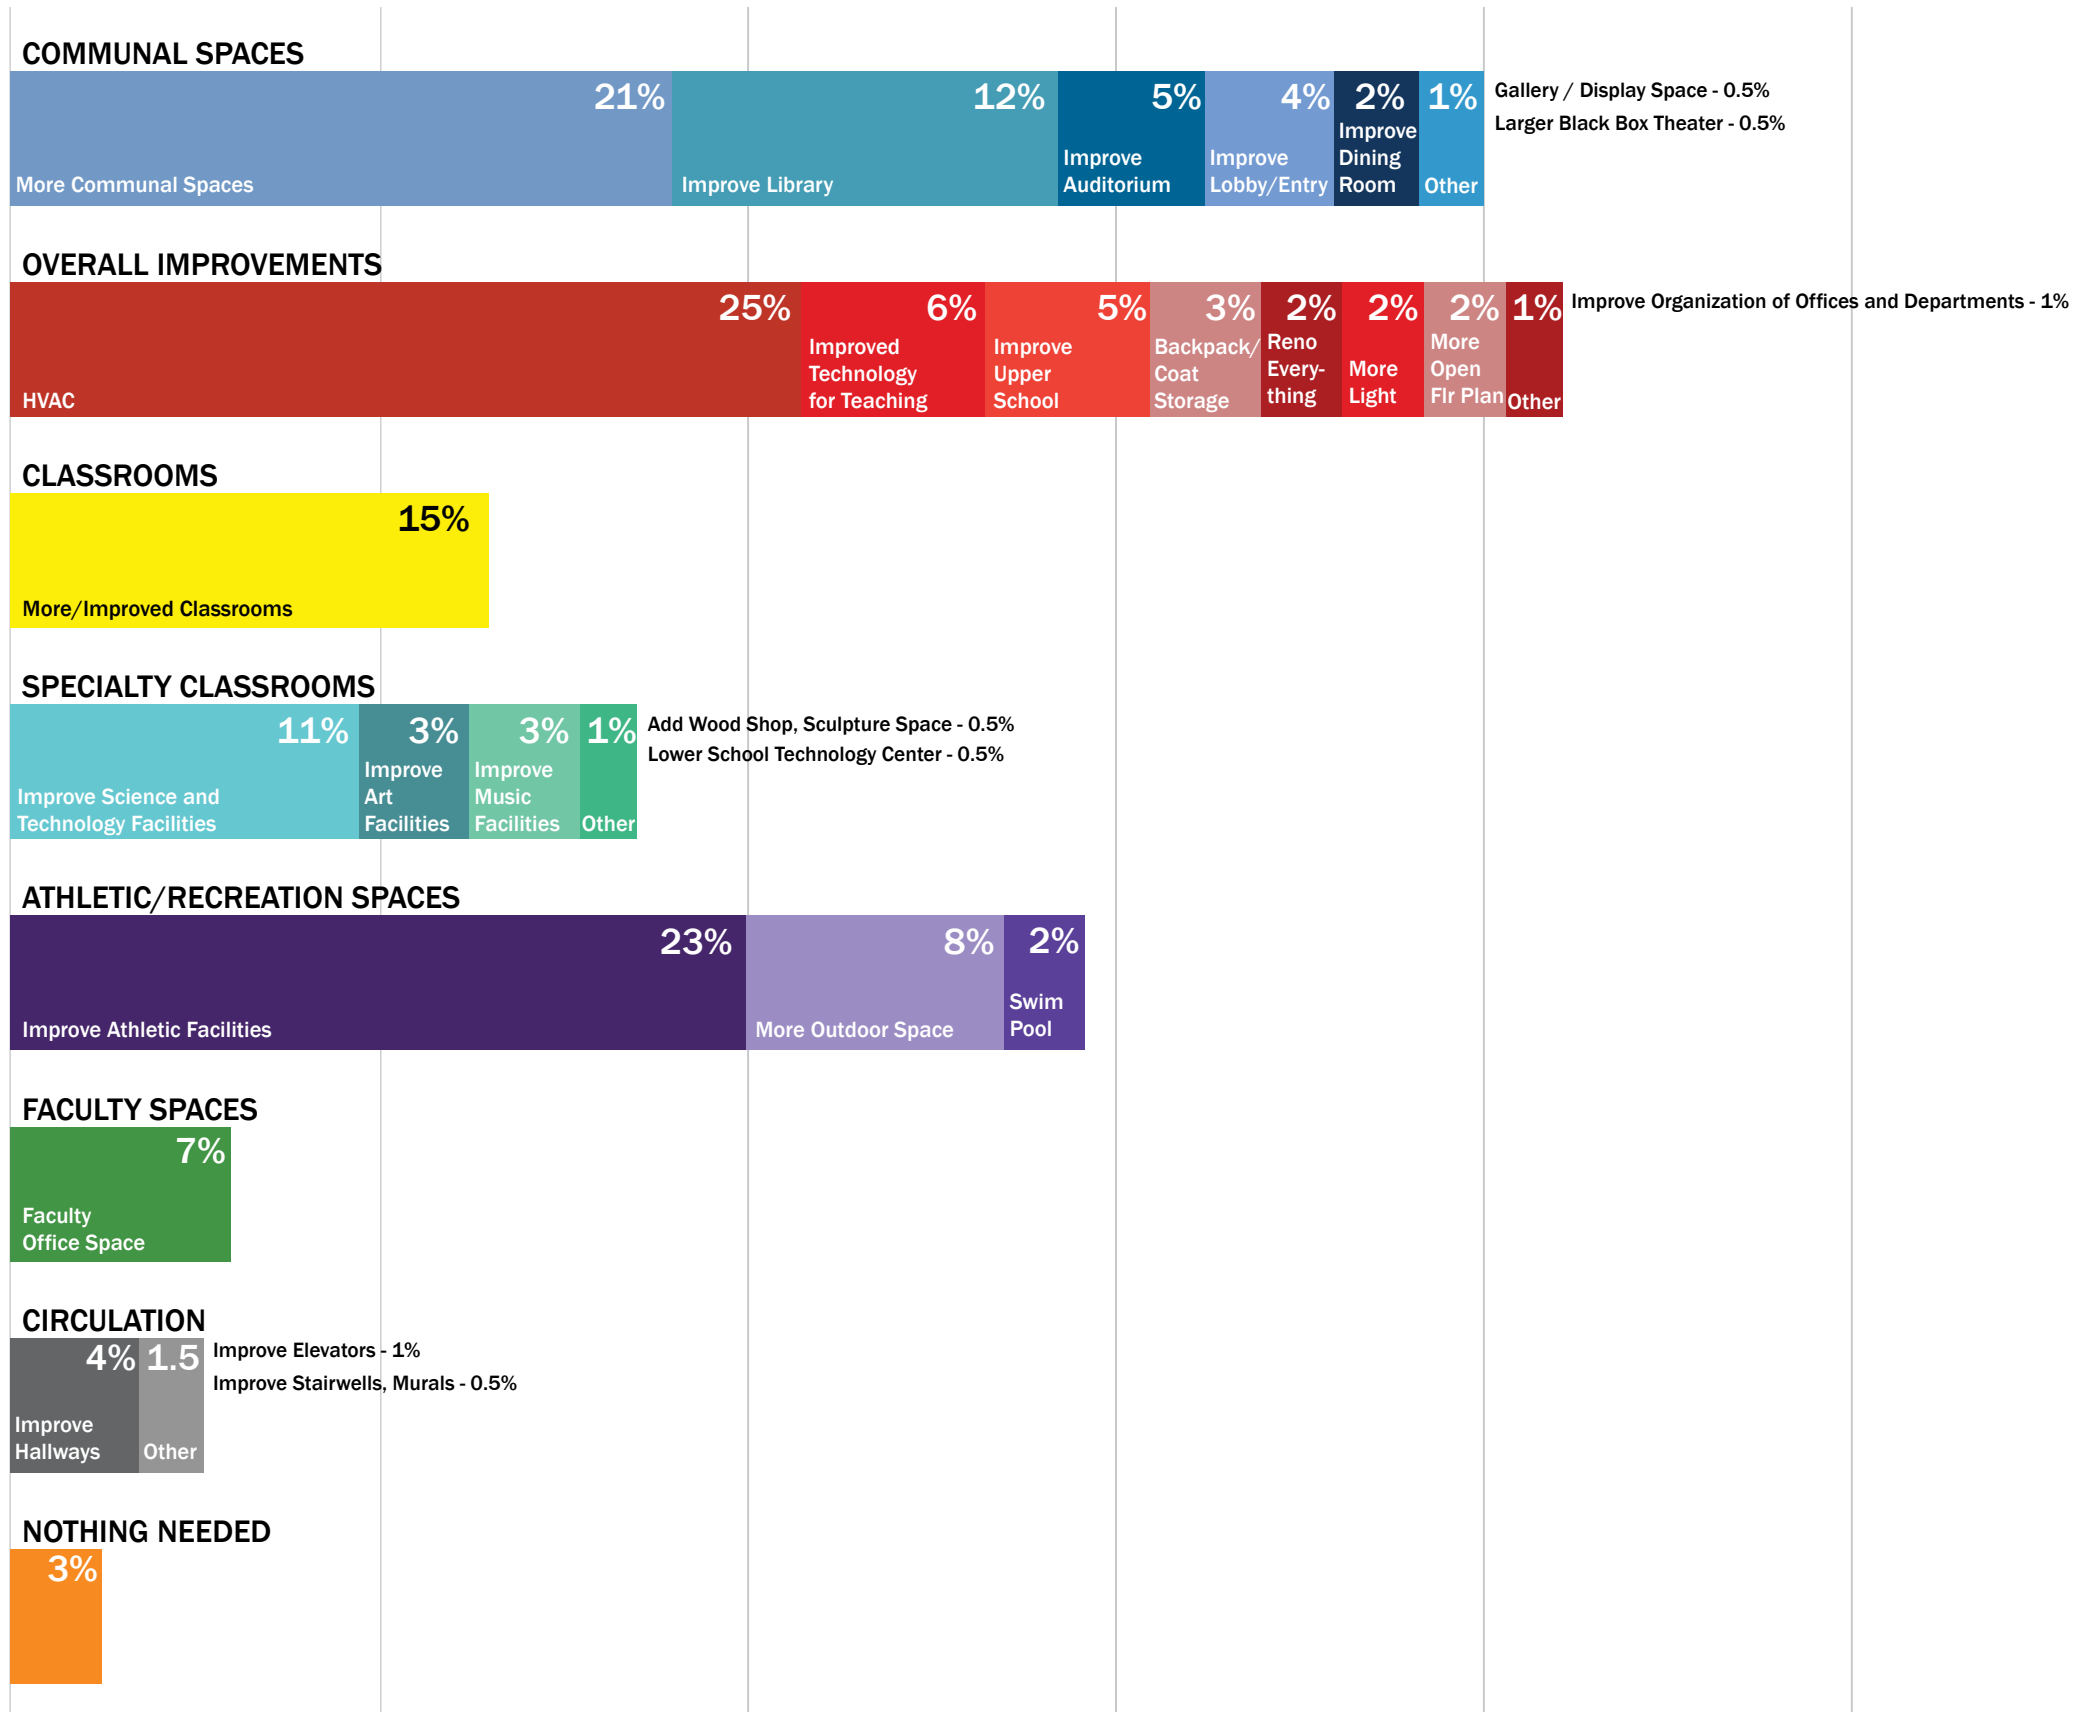 COMMUNAL SPACES
21%
More Communal Spaces
12%
Improve Library
5%
Improve
Auditorium
4%
Improve
Lobby/Entry
2%
Improve
Dining
Room
1%
Other
Gallery / Display Space - 0.5%
Larger Black Box Theater - 0.5%
OVERALL IMPROVEMENTS
25%
HVAC
6%
Improved
Technology
for Teaching
5%
Improve
Upper
School
3%
Backpack/
Coat
Storage
2%
Reno
Every-
thing
2%
More
Light
2%
More
Open
Flr Plan
1%
Other
Improve Organization of Offices and Departments - 1%
CLASSROOMS
15%
More/Improved Classrooms
SPECIALTY CLASSROOMS
11%
Improve Science and
Technology Facilities
3%
Improve
Art
Facilities
3%
Improve
Music
Facilities
1%
Other
Add Wood Shop, Sculpture Space - 0.5%
Lower School Technology Center - 0.5%
ATHLETIC/RECREATION SPACES
23%
Improve Athletic Facilities
8%
More Outdoor Space
2%
Swim
Pool
FACULTY SPACES
7%
Faculty
Office Space
CIRCULATION
4%
Improve
Hallways
1.5
Other
Improve Elevators - 1%
Improve Stairwells, Murals - 0.5%
NOTHING NEEDED
3%